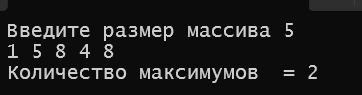 Введите размер массива 5
1 5 8 4 8
Количество максимумов  = 2